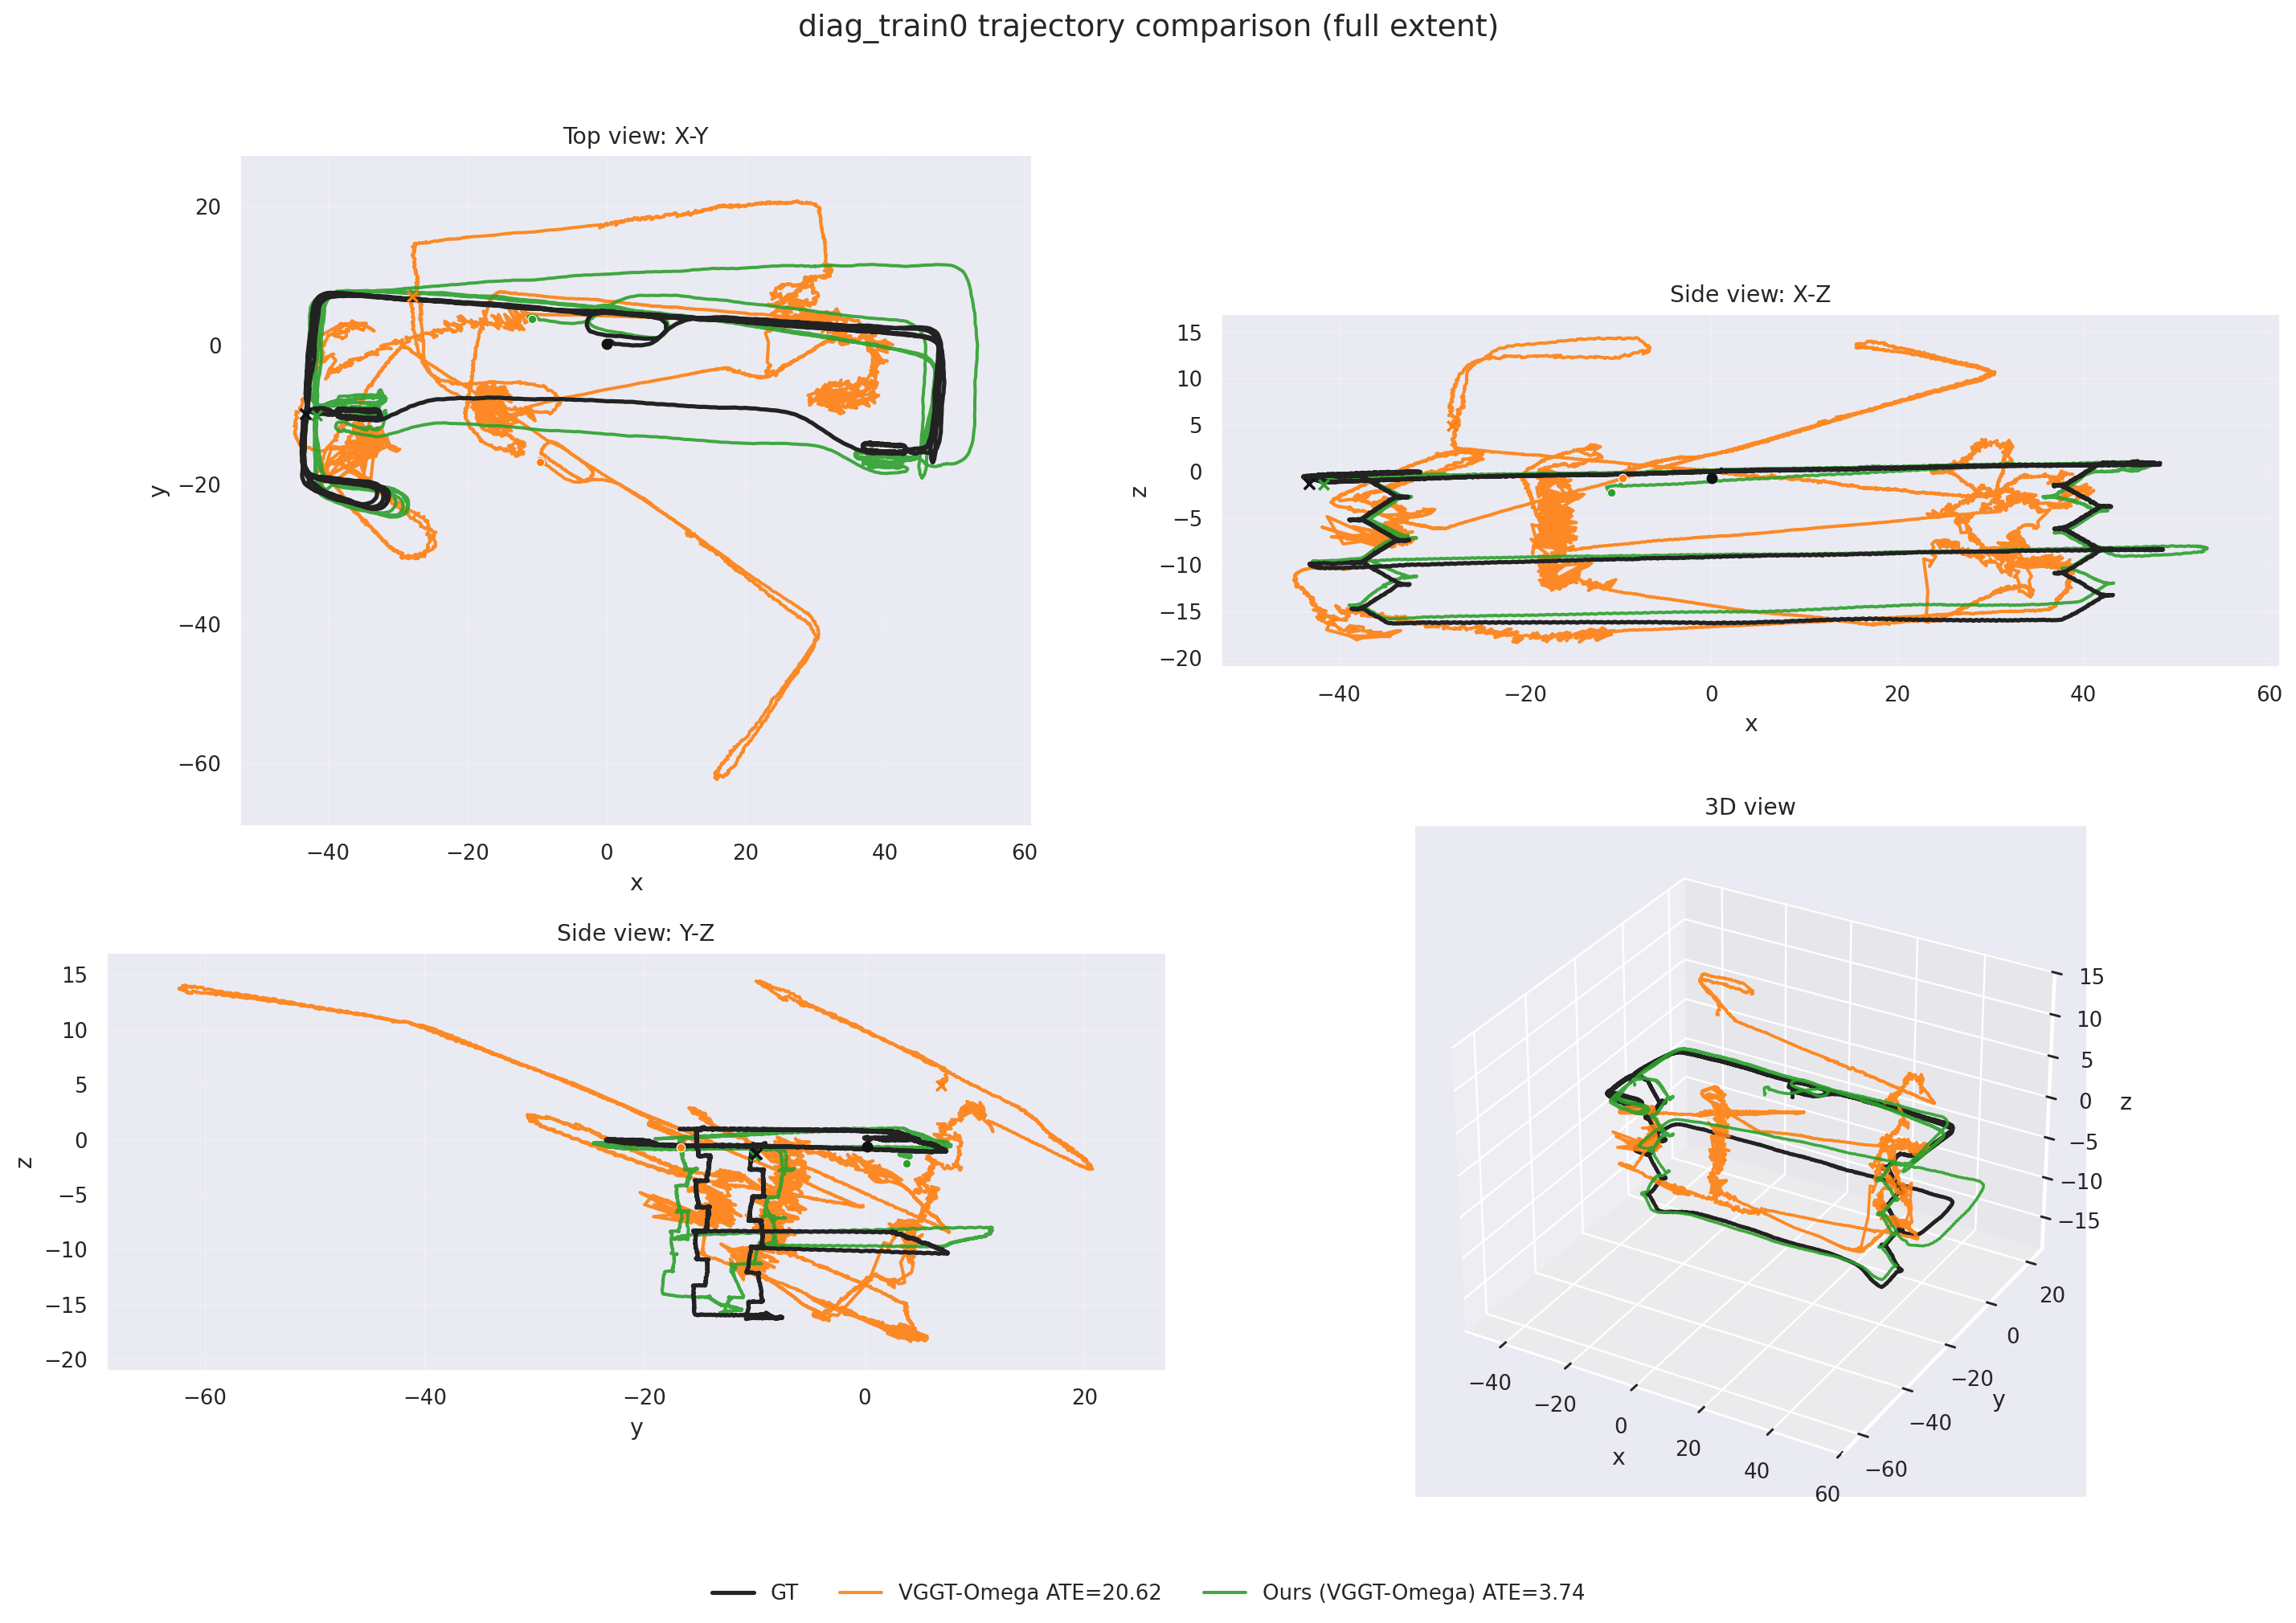 diag_train0 trajectory comparison (full extent)
Top view: X-Y
20
0
−20
−40
−60
y
−40 −20 0 20 40 60
x
Side view: X-Z
15
10
5
0
−5
−10
−15
−20
z
−40 −20 0 20 40 60
x
Side view: Y-Z
15
10
5
0
−5
−10
−15
−20
z
−60 −40 −20 0 20
y
3D view
15
10
5
0
−5
−10
−15
z
20
0
−20
−40
−60
y
−40
−20
0
20
40
60
x
GT VGGT-Omega ATE=20.62 Ours (VGGT-Omega) ATE=3.74